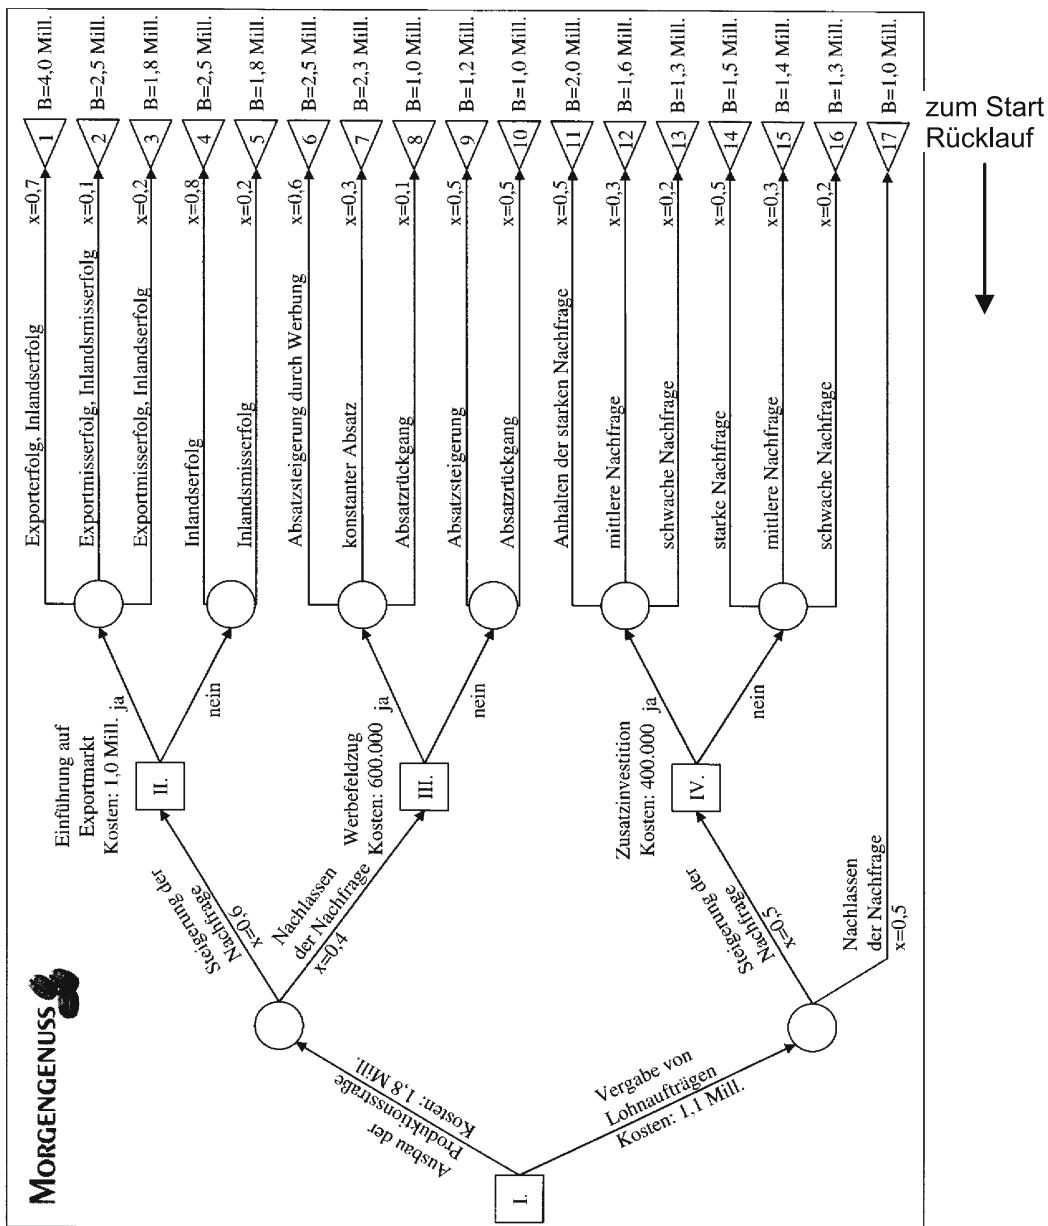 MORGENGENUSS
I.
Ausbau der
Produktionsstraße
Kosten: 1,8 Mill.
Vergabe von
Lohnaufträgen
Kosten: 1,1 Mill.
Steigerung der
Nachfrage
x=0,6
Nachlassen
der Nachfrage
x=0,4
Steigerung der
Nachfrage
x=0,5
Nachlassen
der Nachfrage
x=0,5
Einführung auf
Exportmarkt
Kosten: 1,0 Mill.
II.
ja
nein
Werbefeldzug
Kosten: 600.000
III.
ja
nein
Zusatzinvestition
Kosten: 400.000
IV.
ja
nein
Exporterfolg, Inlandserfolg x=0,7 1 B=4,0 Mill.
Exportmisserfolg, Inlandsmisserfolg x=0,1 2 B=2,5 Mill.
Exportmisserfolg, Inlandserfolg x=0,2 3 B=1,8 Mill.
Inlandserfolg x=0,8 4 B=2,5 Mill.
Inlandsmisserfolg x=0,2 5 B=1,8 Mill.
Absatzsteigerung durch Werbung x=0,6 6 B=2,5 Mill.
konstanter Absatz x=0,3 7 B=2,3 Mill.
Absatzrückgang x=0,1 8 B=1,0 Mill.
Absatzsteigerung x=0,5 9 B=1,2 Mill.
Absatzrückgang x=0,5 10 B=1,0 Mill.
Anhalten der starken Nachfrage x=0,5 11 B=2,0 Mill.
mittlere Nachfrage x=0,3 12 B=1,6 Mill.
schwache Nachfrage x=0,2 13 B=1,3 Mill.
starke Nachfrage x=0,5 14 B=1,5 Mill.
mittlere Nachfrage x=0,3 15 B=1,4 Mill.
schwache Nachfrage x=0,2 16 B=1,3 Mill.
17 B=1,0 Mill.
zum Start
Rücklauf